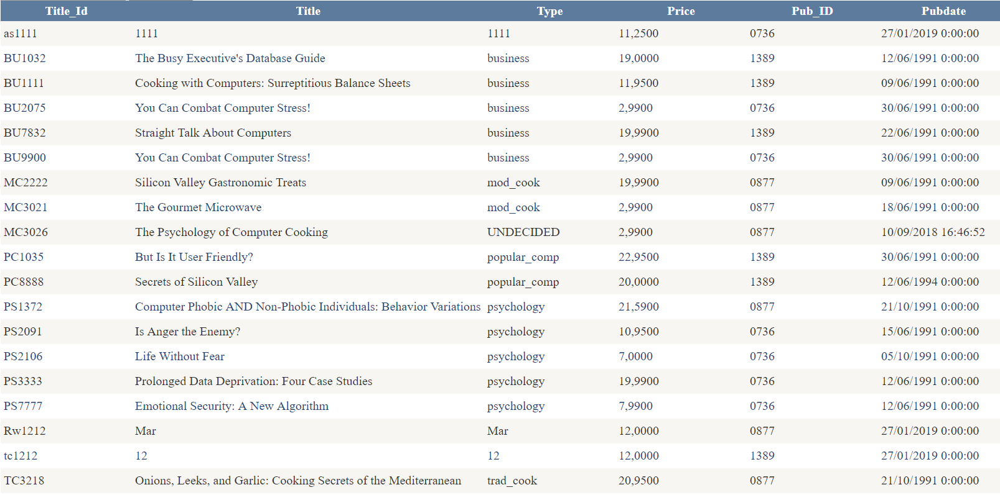 Title_Id Title Type Price Pub_ID Pubdate
as1111 1111 1111 11,2500 0736 27/01/2019 0:00:00
BU1032 The Busy Executive's Database Guide business 19,0000 1389 12/06/1991 0:00:00
BU1111 Cooking with Computers: Surreptitious Balance Sheets business 11,9500 1389 09/06/1991 0:00:00
BU2075 You Can Combat Computer Stress! business 2,9900 0736 30/06/1991 0:00:00
BU7832 Straight Talk About Computers business 19,9900 1389 22/06/1991 0:00:00
BU9900 You Can Combat Computer Stress! business 2,9900 0736 30/06/1991 0:00:00
MC2222 Silicon Valley Gastronomic Treats mod_cook 19,9900 0877 09/06/1991 0:00:00
MC3021 The Gourmet Microwave mod_cook 2,9900 0877 18/06/1991 0:00:00
MC3026 The Psychology of Computer Cooking UNDECIDED 2,9900 0877 10/09/2018 16:46:52
PC1035 But Is It User Friendly? popular_comp 22,9500 1389 30/06/1991 0:00:00
PC8888 Secrets of Silicon Valley popular_comp 20,0000 1389 12/06/1994 0:00:00
PS1372 Computer Phobic AND Non-Phobic Individuals: Behavior Variations psychology 21,5900 0877 21/10/1991 0:00:00
PS2091 Is Anger the Enemy? psychology 10,9500 0736 15/06/1991 0:00:00
PS2106 Life Without Fear psychology 7,0000 0736 05/10/1991 0:00:00
PS3333 Prolonged Data Deprivation: Four Case Studies psychology 19,9900 0736 12/06/1991 0:00:00
PS7777 Emotional Security: A New Algorithm psychology 7,9900 0736 12/06/1991 0:00:00
Rw1212 Mar Mar 12,0000 0877 27/01/2019 0:00:00
tc1212 12 12 12,0000 1389 27/01/2019 0:00:00
TC3218 Onions, Leeks, and Garlic: Cooking Secrets of the Mediterranean trad_cook 20,9500 0877 21/10/1991 0:00:00